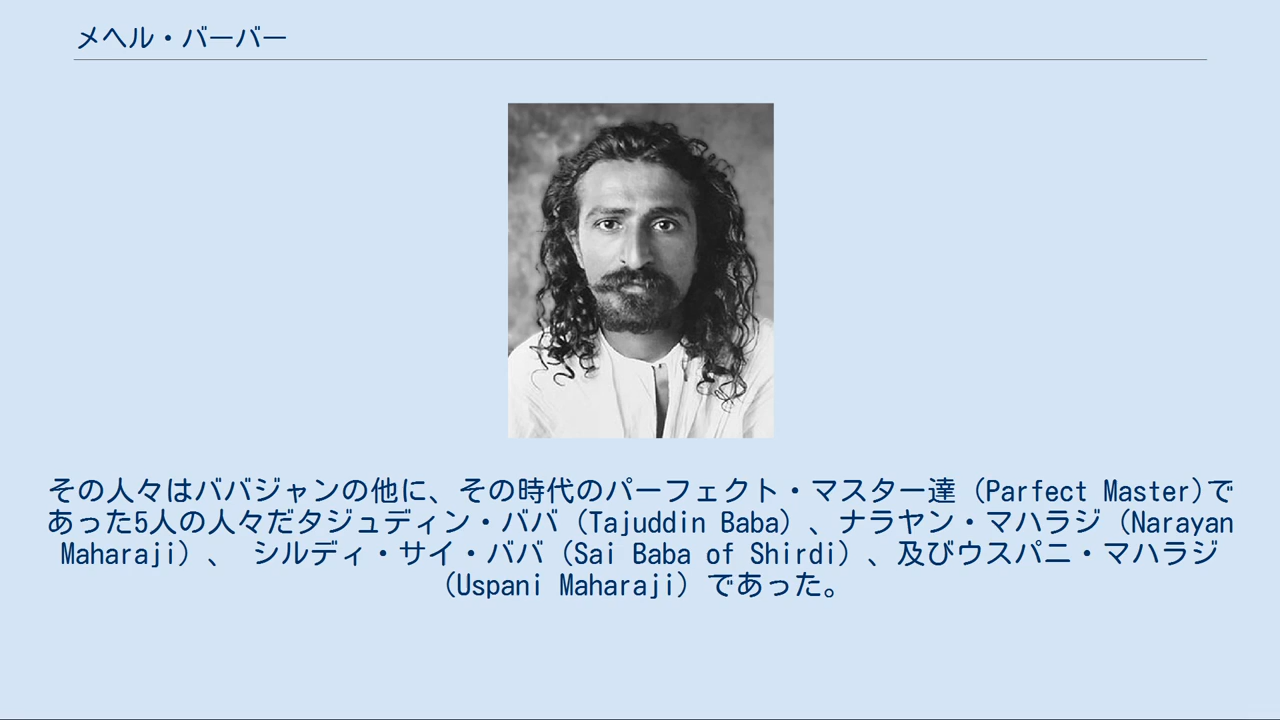 メヘル・バーバー
その人々はババジャンの他に、その時代のパーフェクト・マスター達（Parfect Master)で
あった5人の人々だタジュディン・ババ（Tajuddin Baba）、ナラヤン・マハラジ（Narayan
Maharaji）、 シルディ・サイ・ババ（Sai Baba of Shirdi）、及びウスパニ・マハラジ
（Uspani Maharaji）であった。